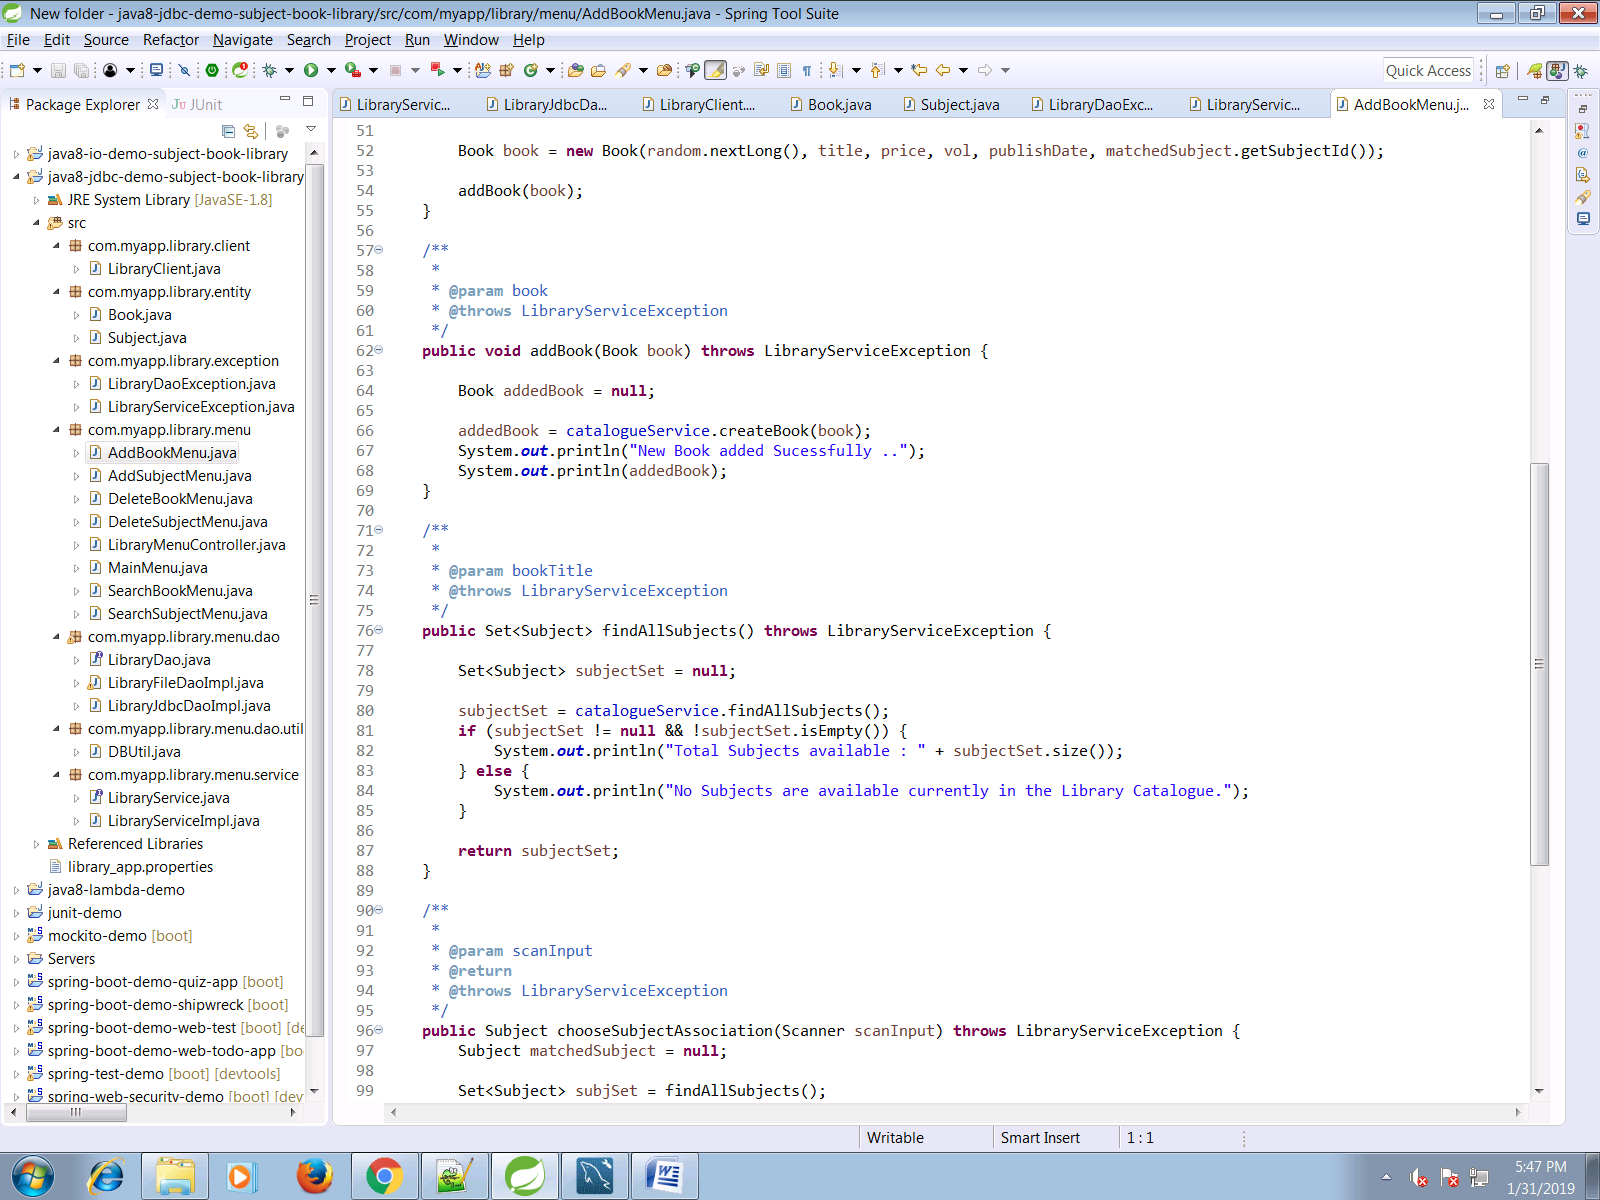 New folder - java8-jdbc-demo-subject-book-library/src/com/myapp/library/menu/AddBookMenu.java - Spring Tool Suite
File Edit Source Refactor Navigate Search Project Run Window Help
Quick Access
Package Explorer JUnit
LibraryServic... LibraryJdbcDa... LibraryClient.... Book.java Subject.java LibraryDaoExc... LibraryServic... AddBookMenu.j...
java8-io-demo-subject-book-library
java8-jdbc-demo-subject-book-library
JRE System Library [JavaSE-1.8]
src
com.myapp.library.client
LibraryClient.java
com.myapp.library.entity
Book.java
Subject.java
com.myapp.library.exception
LibraryDaoException.java
LibraryServiceException.java
com.myapp.library.menu
AddBookMenu.java
AddSubjectMenu.java
DeleteBookMenu.java
DeleteSubjectMenu.java
LibraryMenuController.java
MainMenu.java
SearchBookMenu.java
SearchSubjectMenu.java
com.myapp.library.menu.dao
LibraryDao.java
LibraryFileDaoImpl.java
LibraryJdbcDaoImpl.java
com.myapp.library.menu.dao.util
DBUtil.java
com.myapp.library.menu.service
LibraryService.java
LibraryServiceImpl.java
Referenced Libraries
library_app.properties
java8-lambda-demo
junit-demo
mockito-demo [boot]
Servers
spring-boot-demo-quiz-app [boot]
spring-boot-demo-shipwreck [boot]
spring-boot-demo-web-test [boot] [de
spring-boot-demo-web-todo-app [bo
spring-test-demo [boot] [devtools]
spring-web-security-demo [boot] [dev
51
52 Book book = new Book(random.nextLong(), title, price, vol, publishDate, matchedSubject.getSubjectId());
53
54 addBook(book);
55 }
56
57 /**
58 *
59 * @param book
60 * @throws LibraryServiceException
61 */
62 public void addBook(Book book) throws LibraryServiceException {
63
64 Book addedBook = null;
65
66 addedBook = catalogueService.createBook(book);
67 System.out.println("New Book added Sucessfully ..");
68 System.out.println(addedBook);
69 }
70
71 /**
72 *
73 * @param bookTitle
74 * @throws LibraryServiceException
75 */
76 public Set<Subject> findAllSubjects() throws LibraryServiceException {
77
78 Set<Subject> subjectSet = null;
79
80 subjectSet = catalogueService.findAllSubjects();
81 if (subjectSet != null && !subjectSet.isEmpty()) {
82 System.out.println("Total Subjects available : " + subjectSet.size());
83 } else {
84 System.out.println("No Subjects are available currently in the Library Catalogue.");
85 }
86
87 return subjectSet;
88 }
89
90 /**
91 *
92 * @param scanInput
93 * @return
94 * @throws LibraryServiceException
95 */
96 public Subject chooseSubjectAssociation(Scanner scanInput) throws LibraryServiceException {
97 Subject matchedSubject = null;
98
99 Set<Subject> subjSet = findAllSubjects();
Writable Smart Insert 1 : 1
5:47 PM
1/31/2019